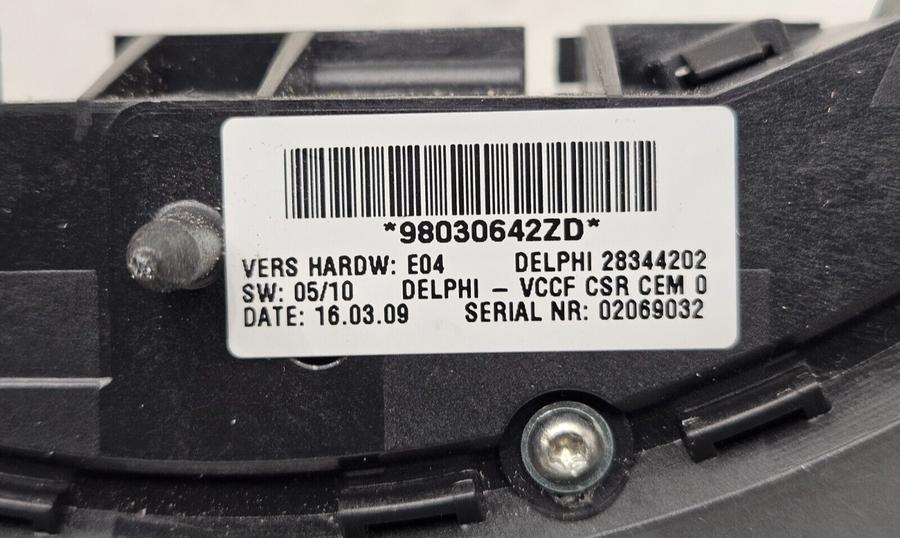 *98030642ZD*
VERS HARDW: E04 DELPHI 28344202
SW: 05/10 DELPHI – VCCF CSR CEM 0
DATE: 16.03.09 SERIAL NR: 02069032